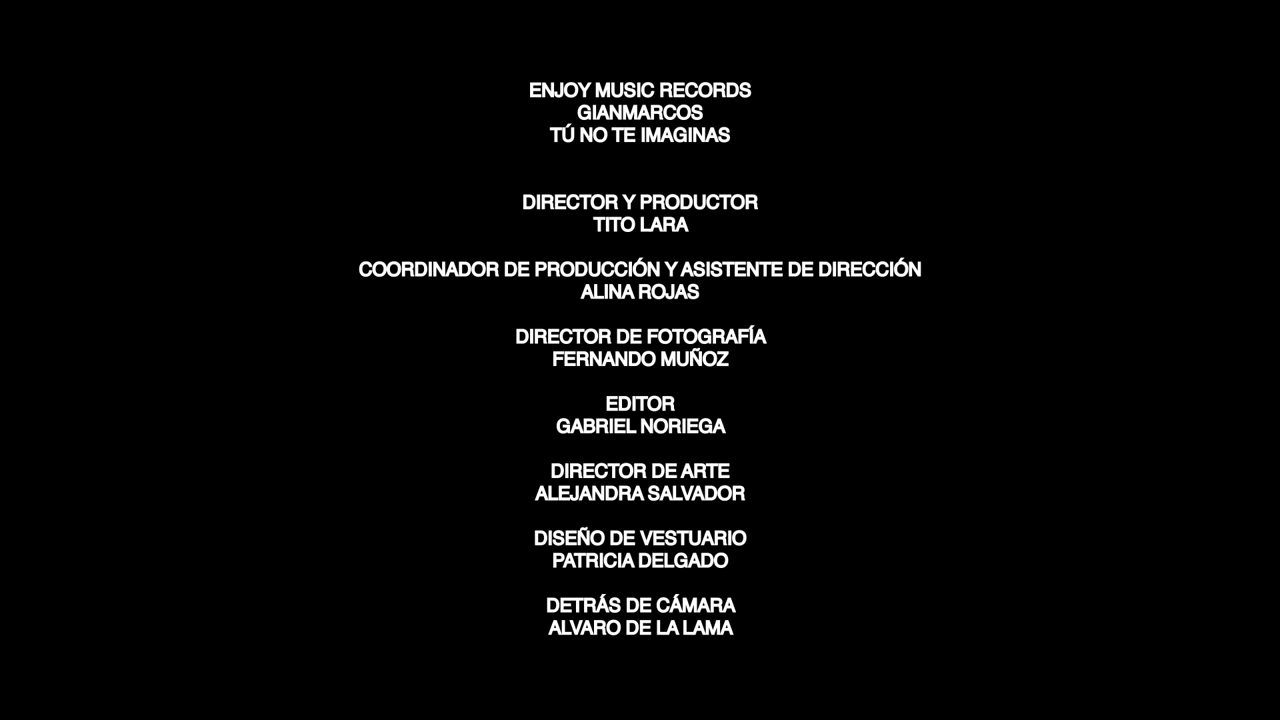 ENJOY MUSIC RECORDS
GIANMARCOS
TÚ NO TE IMAGINAS
DIRECTOR Y PRODUCTOR
TITO LARA
COORDINADOR DE PRODUCCIÓN Y ASISTENTE DE DIRECCIÓN
ALINA ROJAS
DIRECTOR DE FOTOGRAFÍA
FERNANDO MUÑOZ
EDITOR
GABRIEL NORIEGA
DIRECTOR DE ARTE
ALEJANDRA SALVADOR
DISEÑO DE VESTUARIO
PATRICIA DELGADO
DETRÁS DE CÁMARA
ALVARO DE LA LAMA